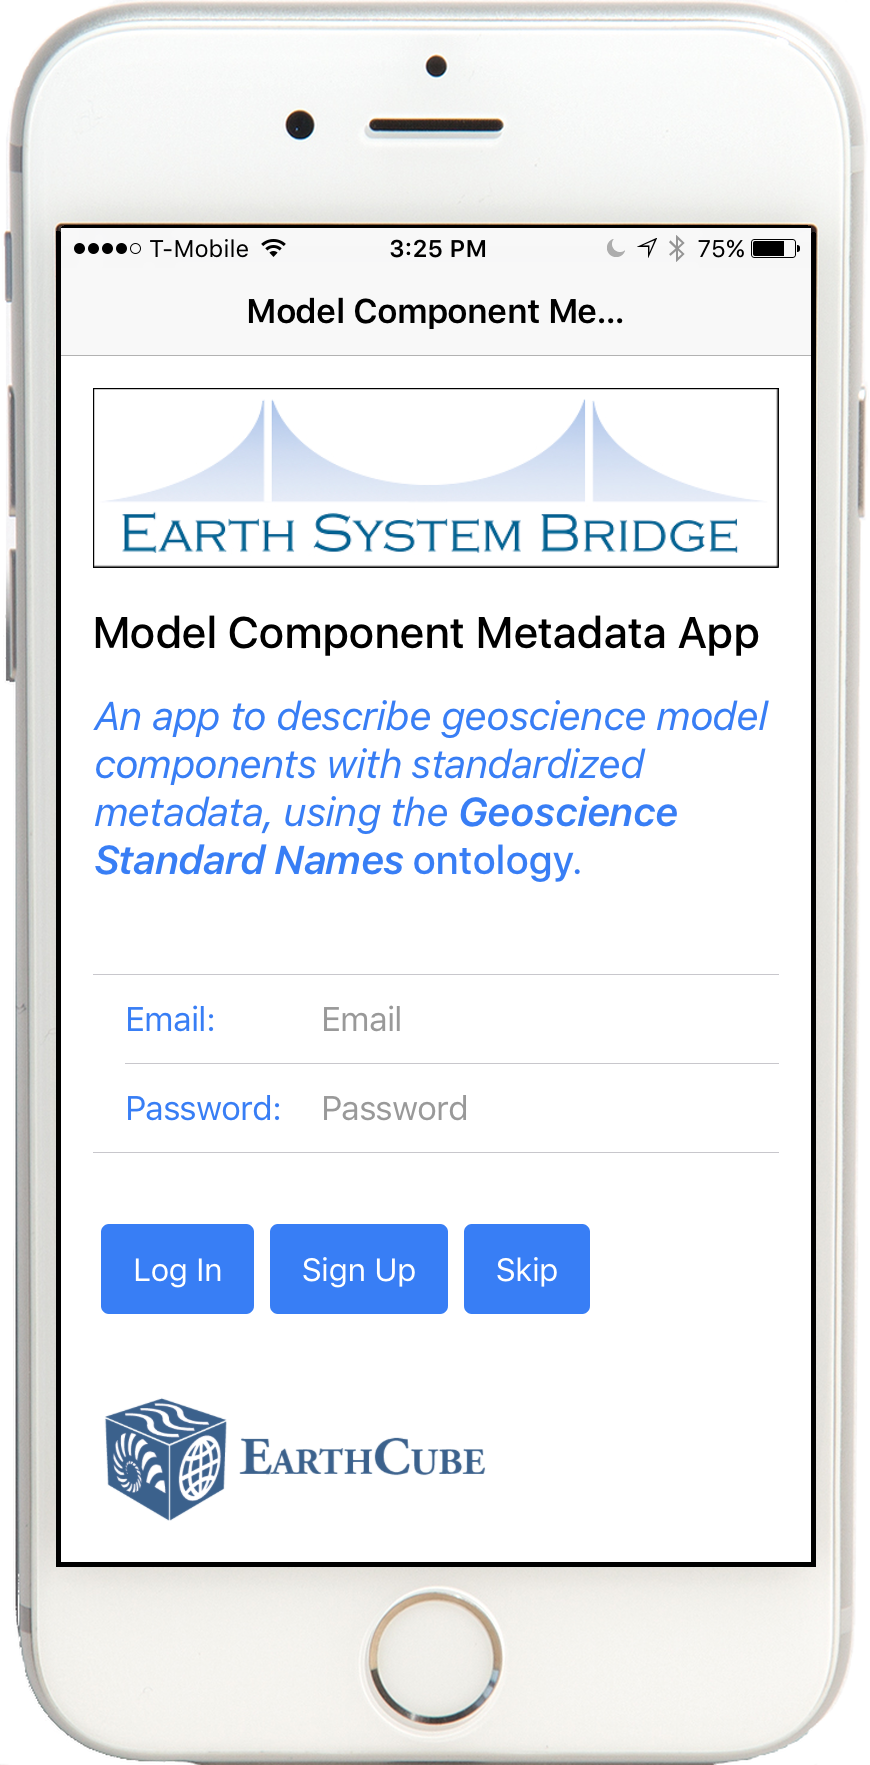 T-Mobile 3:25 PM 75%
Model Component Me...
EARTH SYSTEM BRIDGE
Model Component Metadata App
An app to describe geoscience model
components with standardized
metadata, using the Geoscience
Standard Names ontology.
Email: Email
Password: Password
Log In Sign Up Skip
EARTHCUBE